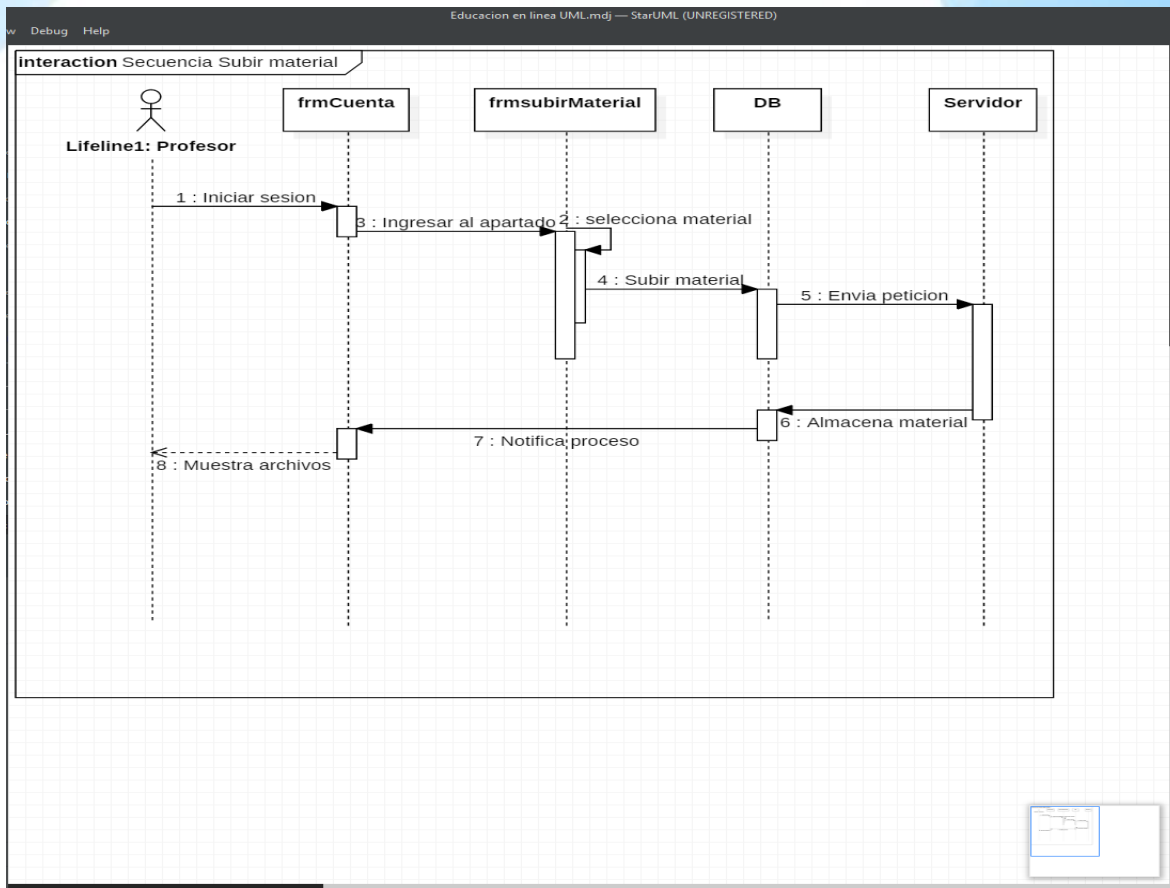 Educacion en linea UML.mdj — StarUML (UNREGISTERED)
w Debug Help
interaction Secuencia Subir material
frmCuenta
frmsubirMaterial
DB
Servidor
Lifeline1: Profesor
1 : Iniciar sesion
3 : Ingresar al apartado
2 : selecciona material
4 : Subir material
5 : Envia peticion
6 : Almacena material
7 : Notifica proceso
8 : Muestra archivos